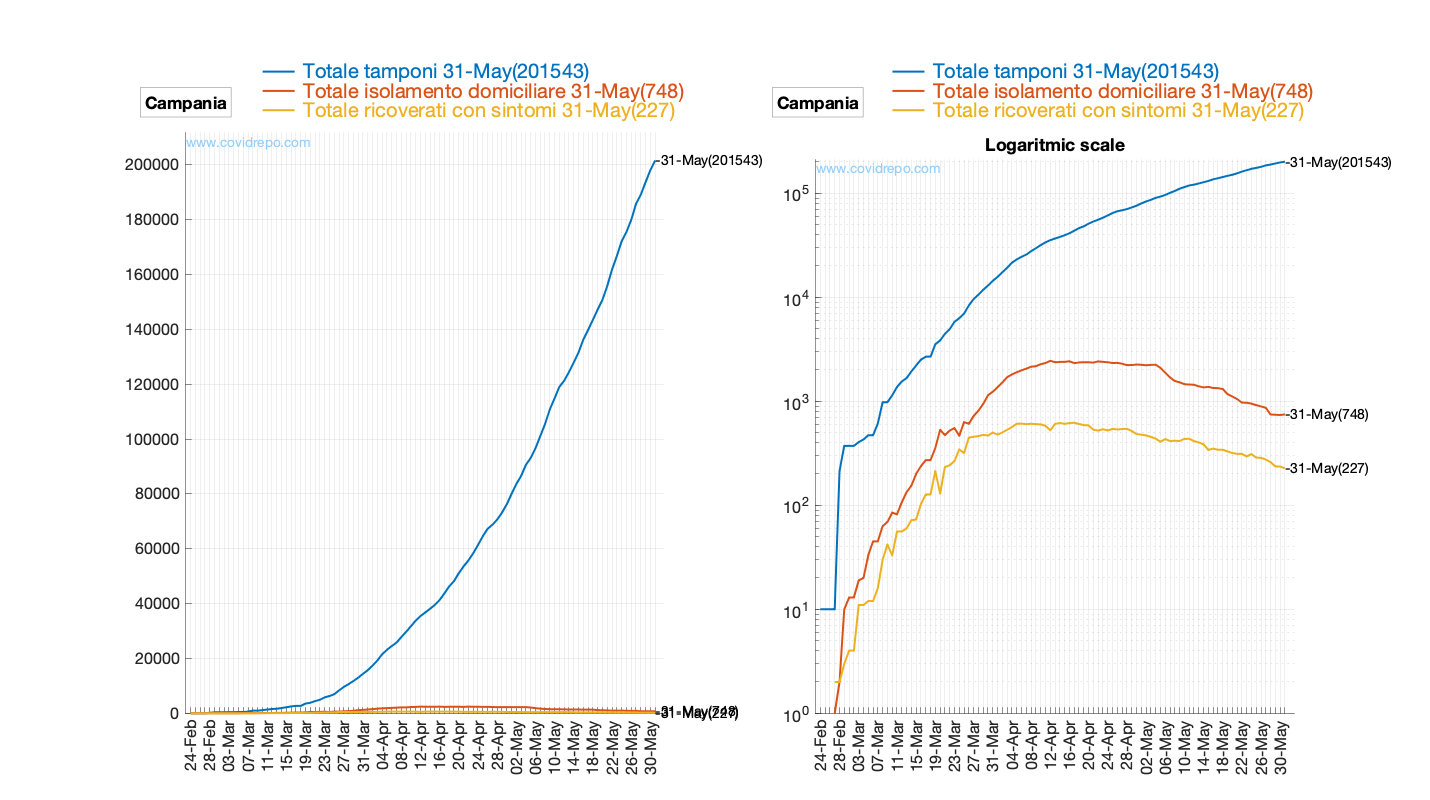 Totale tamponi 31-May(201543)
Totale isolamento domiciliare 31-May(748)
Totale ricoverati con sintomi 31-May(227)
Campania
www.covidrepo.com
200000
180000
160000
140000
120000
100000
80000
60000
40000
20000
0
-31-May(201543)
-31-May(748)
-31-May(227)
24-Feb
28-Feb
03-Mar
07-Mar
11-Mar
15-Mar
19-Mar
23-Mar
27-Mar
31-Mar
04-Apr
08-Apr
12-Apr
16-Apr
20-Apr
24-Apr
28-Apr
02-May
06-May
10-May
14-May
18-May
22-May
26-May
30-May
Totale tamponi 31-May(201543)
Totale isolamento domiciliare 31-May(748)
Totale ricoverati con sintomi 31-May(227)
Campania
Logaritmic scale
www.covidrepo.com
10^5
10^4
10^3
10^2
10^1
10^0
-31-May(201543)
-31-May(748)
-31-May(227)
24-Feb
28-Feb
03-Mar
07-Mar
11-Mar
15-Mar
19-Mar
23-Mar
27-Mar
31-Mar
04-Apr
08-Apr
12-Apr
16-Apr
20-Apr
24-Apr
28-Apr
02-May
06-May
10-May
14-May
18-May
22-May
26-May
30-May